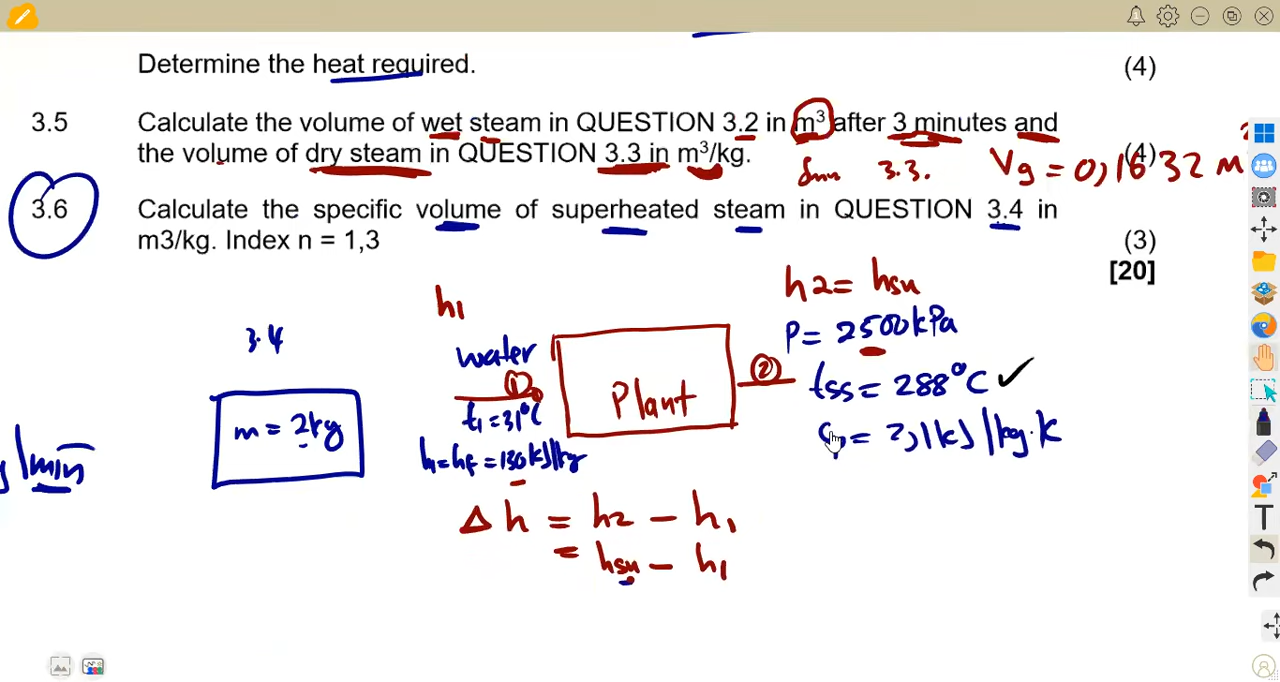 Determine the heat required.
(4)
3.5
Calculate the volume of wet steam in QUESTION 3.2 in m³ after 3 minutes and
the volume of dry steam in QUESTION 3.3 in m³/kg.
(4)
3.3. Vg = 0,1632 m
3.6
Calculate the specific volume of superheated steam in QUESTION 3.4 in
m3/kg. Index n = 1,3
(3)
[20]
h1
h2 = hsu
3.4
water
P = 2500kPa
①
②
tss = 288°C ✓
m = 2kg
t1 = 31°C
Plant
= 2,1kJ/kg·K
/min
h1 = hf = 130kJ/kg
Δh = h2 – h1
= hsu – h1
T